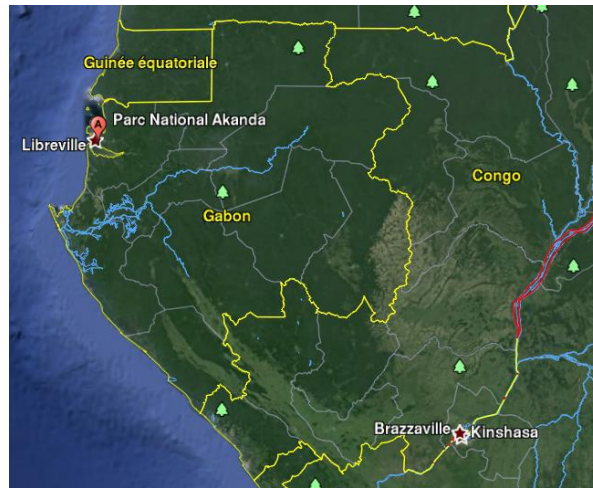 Guinée équatoriale
A
Parc National Akanda
Libreville
Congo
Gabon
Brazzaville
Kinshasa